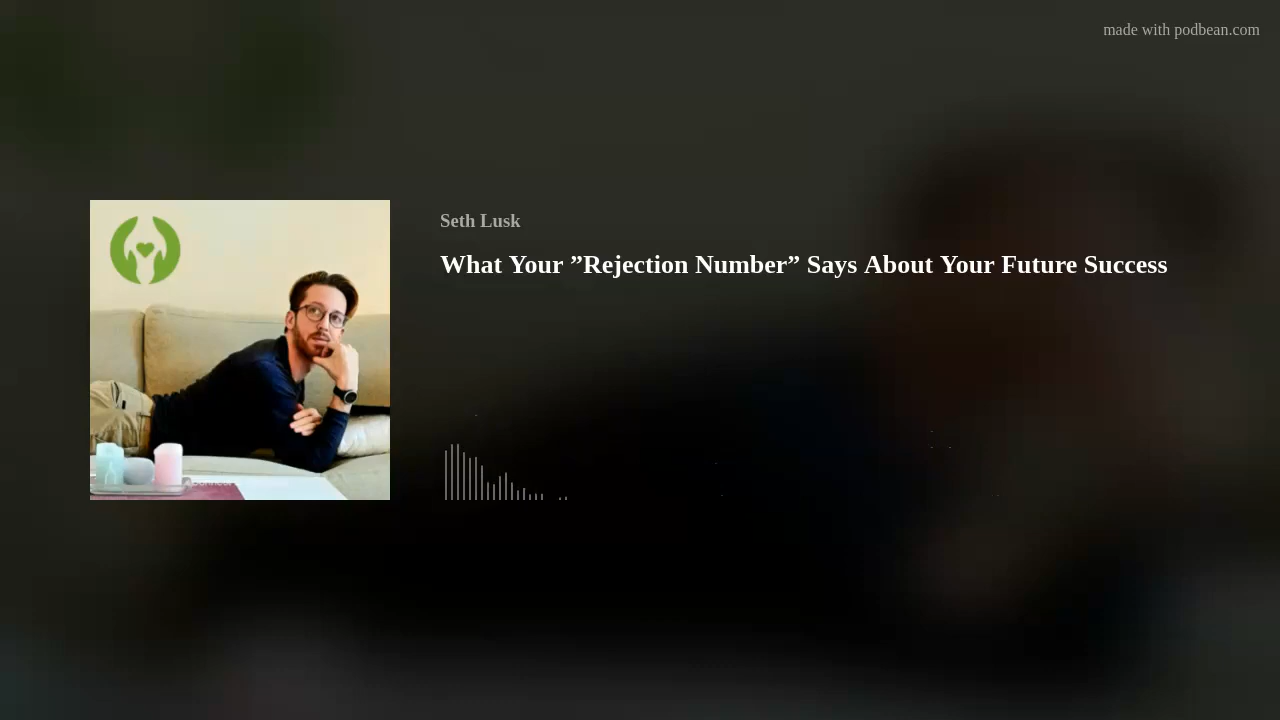 made with podbean.com
Seth Lusk
What Your ”Rejection Number” Says About Your Future Success